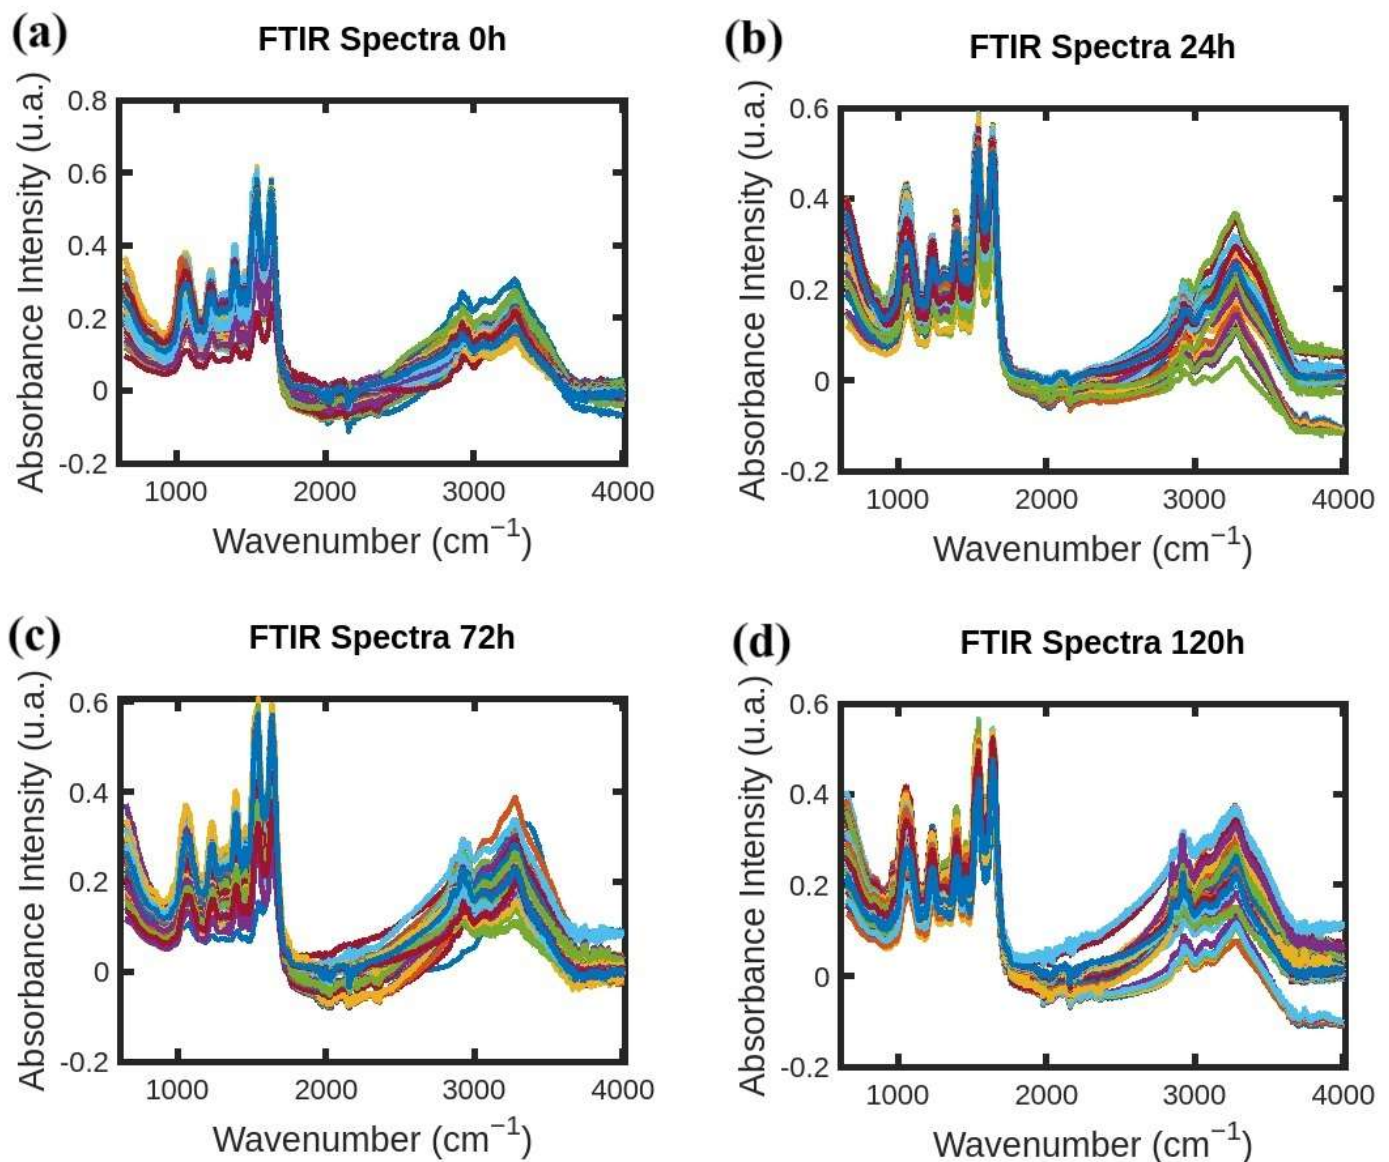 (a)
FTIR Spectra 0h
Absorbance Intensity (u.a.)
0.8
0.6
0.4
0.2
0
-0.2
1000 2000 3000 4000
Wavenumber (cm⁻¹)
(b)
FTIR Spectra 24h
Absorbance Intensity (u.a.)
0.6
0.4
0.2
0
-0.2
1000 2000 3000 4000
Wavenumber (cm⁻¹)
(c)
FTIR Spectra 72h
Absorbance Intensity (u.a.)
0.6
0.4
0.2
0
-0.2
1000 2000 3000 4000
Wavenumber (cm⁻¹)
(d)
FTIR Spectra 120h
Absorbance Intensity (u.a.)
0.6
0.4
0.2
0
-0.2
1000 2000 3000 4000
Wavenumber (cm⁻¹)